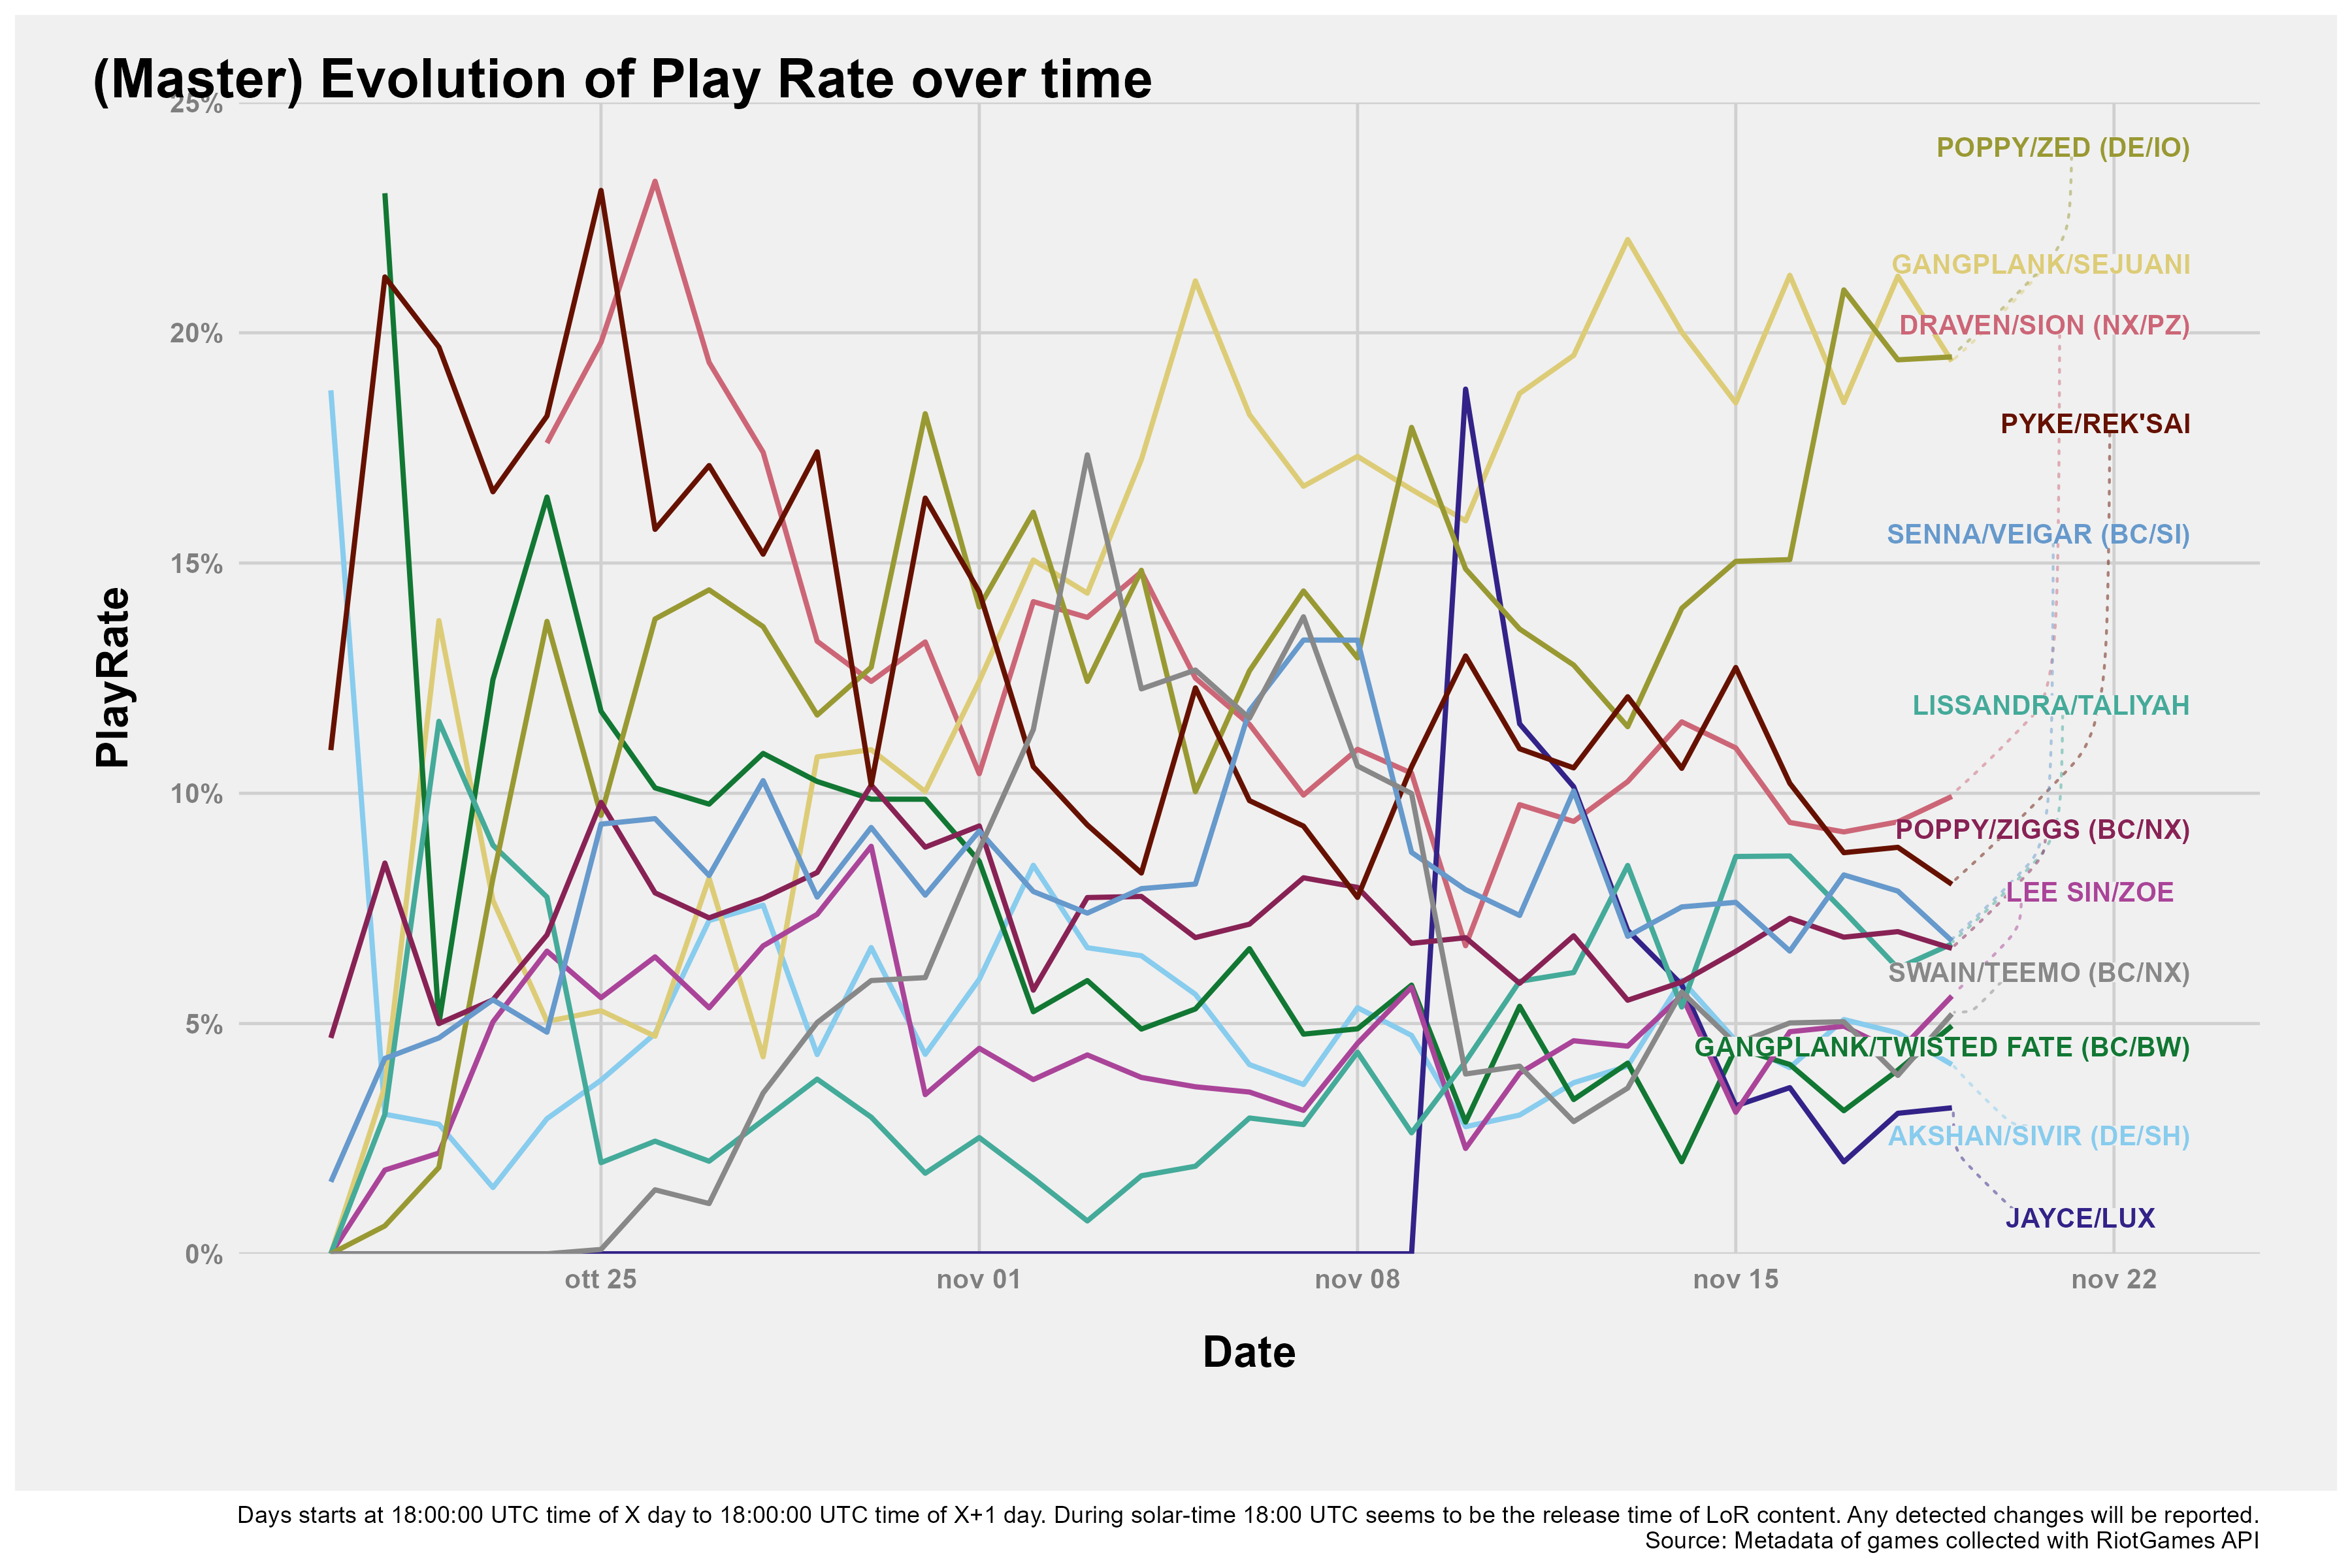 (Master) Evolution of Play Rate over time
25%
POPPY/ZED (DE/IO)
GANGPLANK/SEJUANI
DRAVEN/SION (NX/PZ)
20%
PYKE/REK'SAI
SENNA/VEIGAR (BC/SI)
15%
PlayRate
LISSANDRA/TALIYAH
10%
POPPY/ZIGGS (BC/NX)
LEE SIN/ZOE
SWAIN/TEEMO (BC/NX)
5%
GANGPLANK/TWISTED FATE (BC/BW)
AKSHAN/SIVIR (DE/SH)
JAYCE/LUX
0%
ott 25
nov 01
nov 08
nov 15
nov 22
Date
Days starts at 18:00:00 UTC time of X day to 18:00:00 UTC time of X+1 day. During solar-time 18:00 UTC seems to be the release time of LoR content. Any detected changes will be reported.
Source: Metadata of games collected with RiotGames API